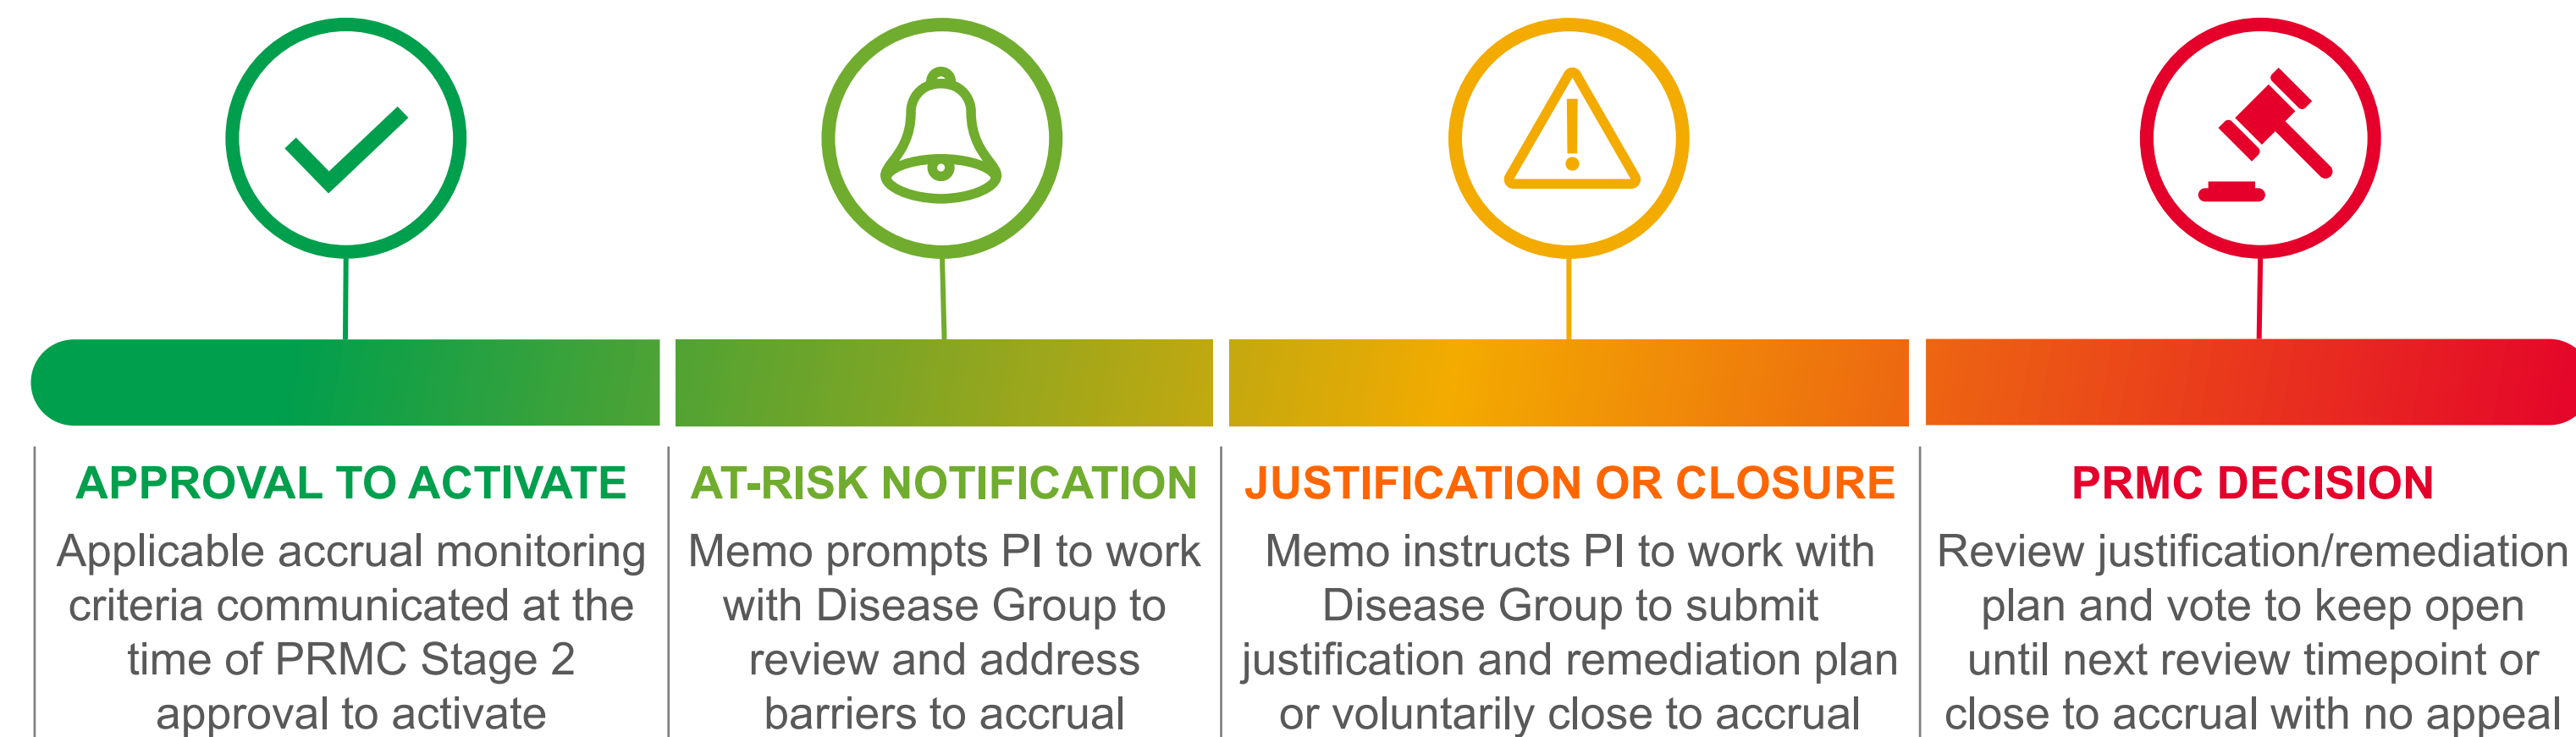 APPROVAL TO ACTIVATE
Applicable accrual monitoring
criteria communicated at the
time of PRMC Stage 2
approval to activate
AT-RISK NOTIFICATION
Memo prompts PI to work
with Disease Group to
review and address
barriers to accrual
JUSTIFICATION OR CLOSURE
Memo instructs PI to work with
Disease Group to submit
justification and remediation plan
or voluntarily close to accrual
PRMC DECISION
Review justification/remediation
plan and vote to keep open
until next review timepoint or
close to accrual with no appeal